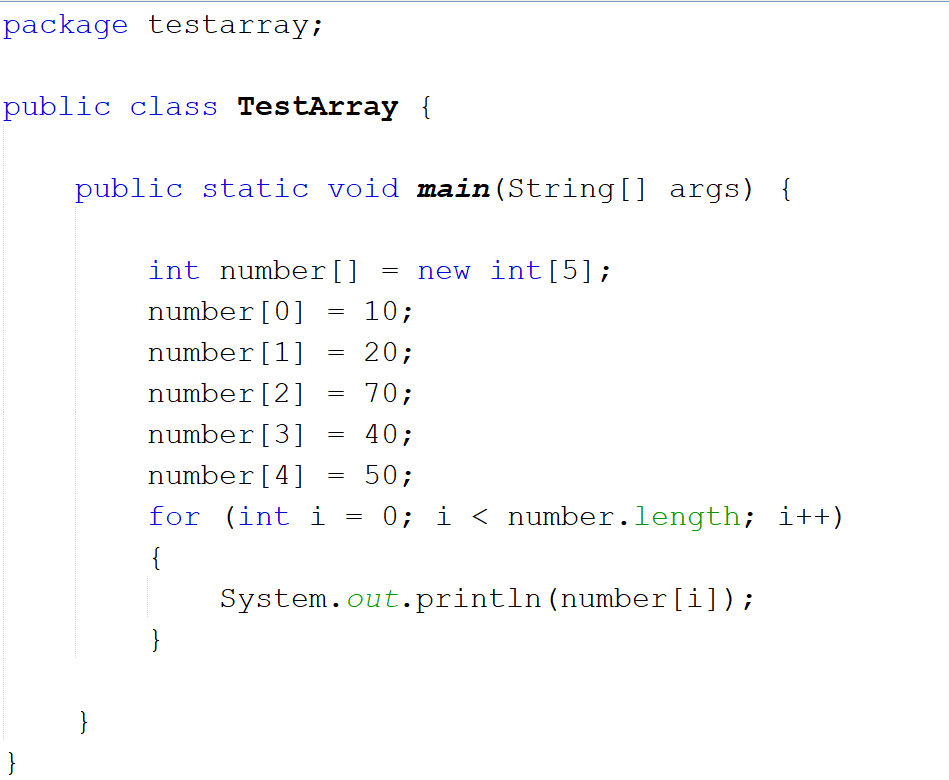 package testarray;
public class TestArray {
public static void main(String[] args) {
int number[] = new int[5];
number[0] = 10;
number[1] = 20;
number[2] = 70;
number[3] = 40;
number[4] = 50;
for (int i = 0; i < number.length; i++)
{
System.out.println(number[i]);
}
}
}